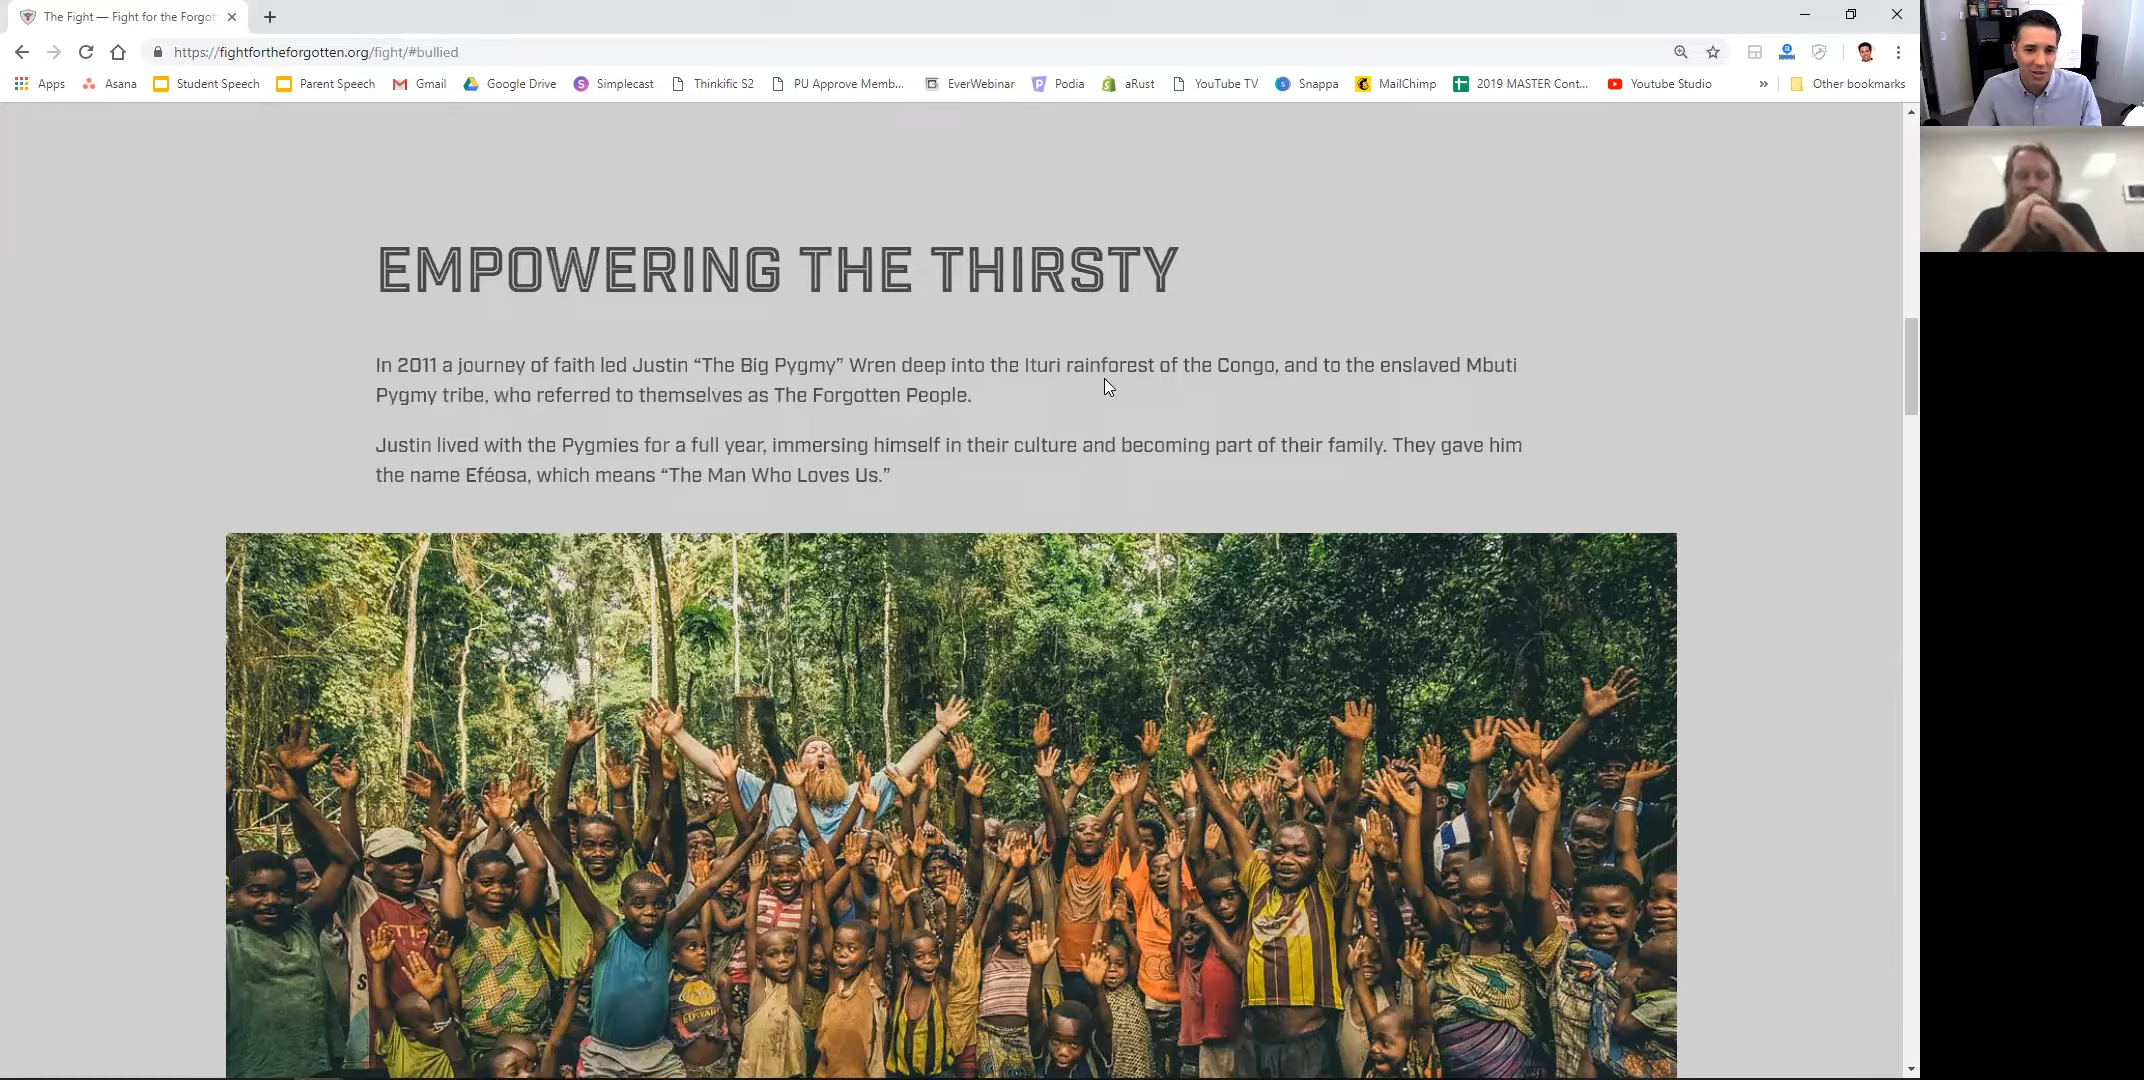 The Fight — Fight for the Forgot
https://fightfortheforgotten.org/fight/#bullied
Apps Asana Student Speech Parent Speech Gmail Google Drive Simplecast Thinkific S2 PU Approve Memb... EverWebinar Podia aRust YouTube TV Snappa MailChimp 2019 MASTER Cont... Youtube Studio » Other bookmarks
EMPOWERING THE THIRSTY
In 2011 a journey of faith led Justin “The Big Pygmy” Wren deep into the Ituri rainforest of the Congo, and to the enslaved Mbuti
Pygmy tribe, who referred to themselves as The Forgotten People.
Justin lived with the Pygmies for a full year, immersing himself in their culture and becoming part of their family. They gave him
the name Eféosa, which means “The Man Who Loves Us.”